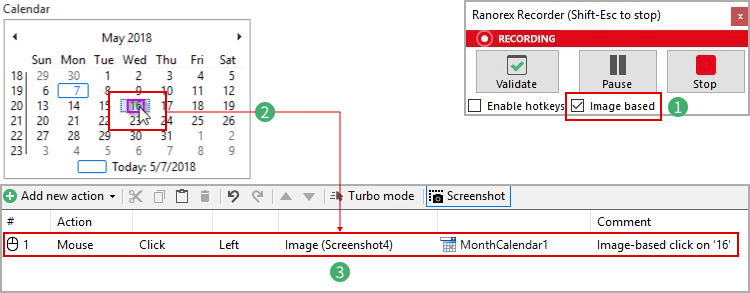 Calendar
May 2018
Sun Mon Tue Wed Thu Fri Sat
18 29 30 1 2 3 4 5
19 6 7 8 9 10 11 12
20 13 14 15 16 17 18 19
21 20 21 22 23 24 25 26
22 27 28 29 30 31 1 2
23 3 4 5 6 7 8 9
Today: 5/7/2018
Ranorex Recorder (Shift-Esc to stop) x
RECORDING
Validate Pause Stop
Enable hotkeys Image based 1
2
Add new action Turbo mode Screenshot
# Action Comment
1 Mouse Click Left Image (Screenshot4) MonthCalendar1 Image-based click on '16'
3